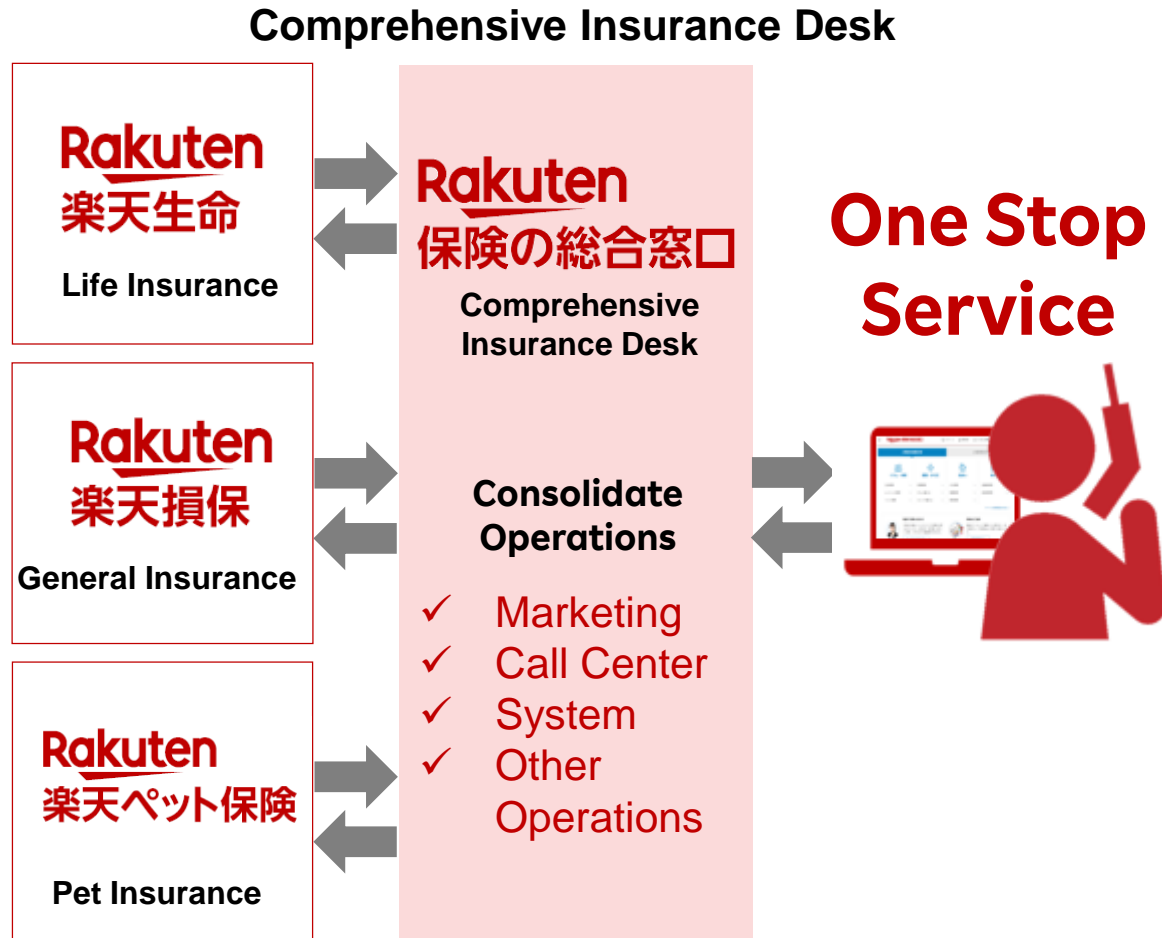 Comprehensive Insurance Desk
Rakuten
楽天生命
Life Insurance
Rakuten
楽天損保
General Insurance
Rakuten
楽天ペット保険
Pet Insurance
Rakuten
保険の総合窓口
Comprehensive
Insurance Desk
Consolidate
Operations
✓ Marketing
✓ Call Center
✓ System
✓ Other
Operations
One Stop
Service